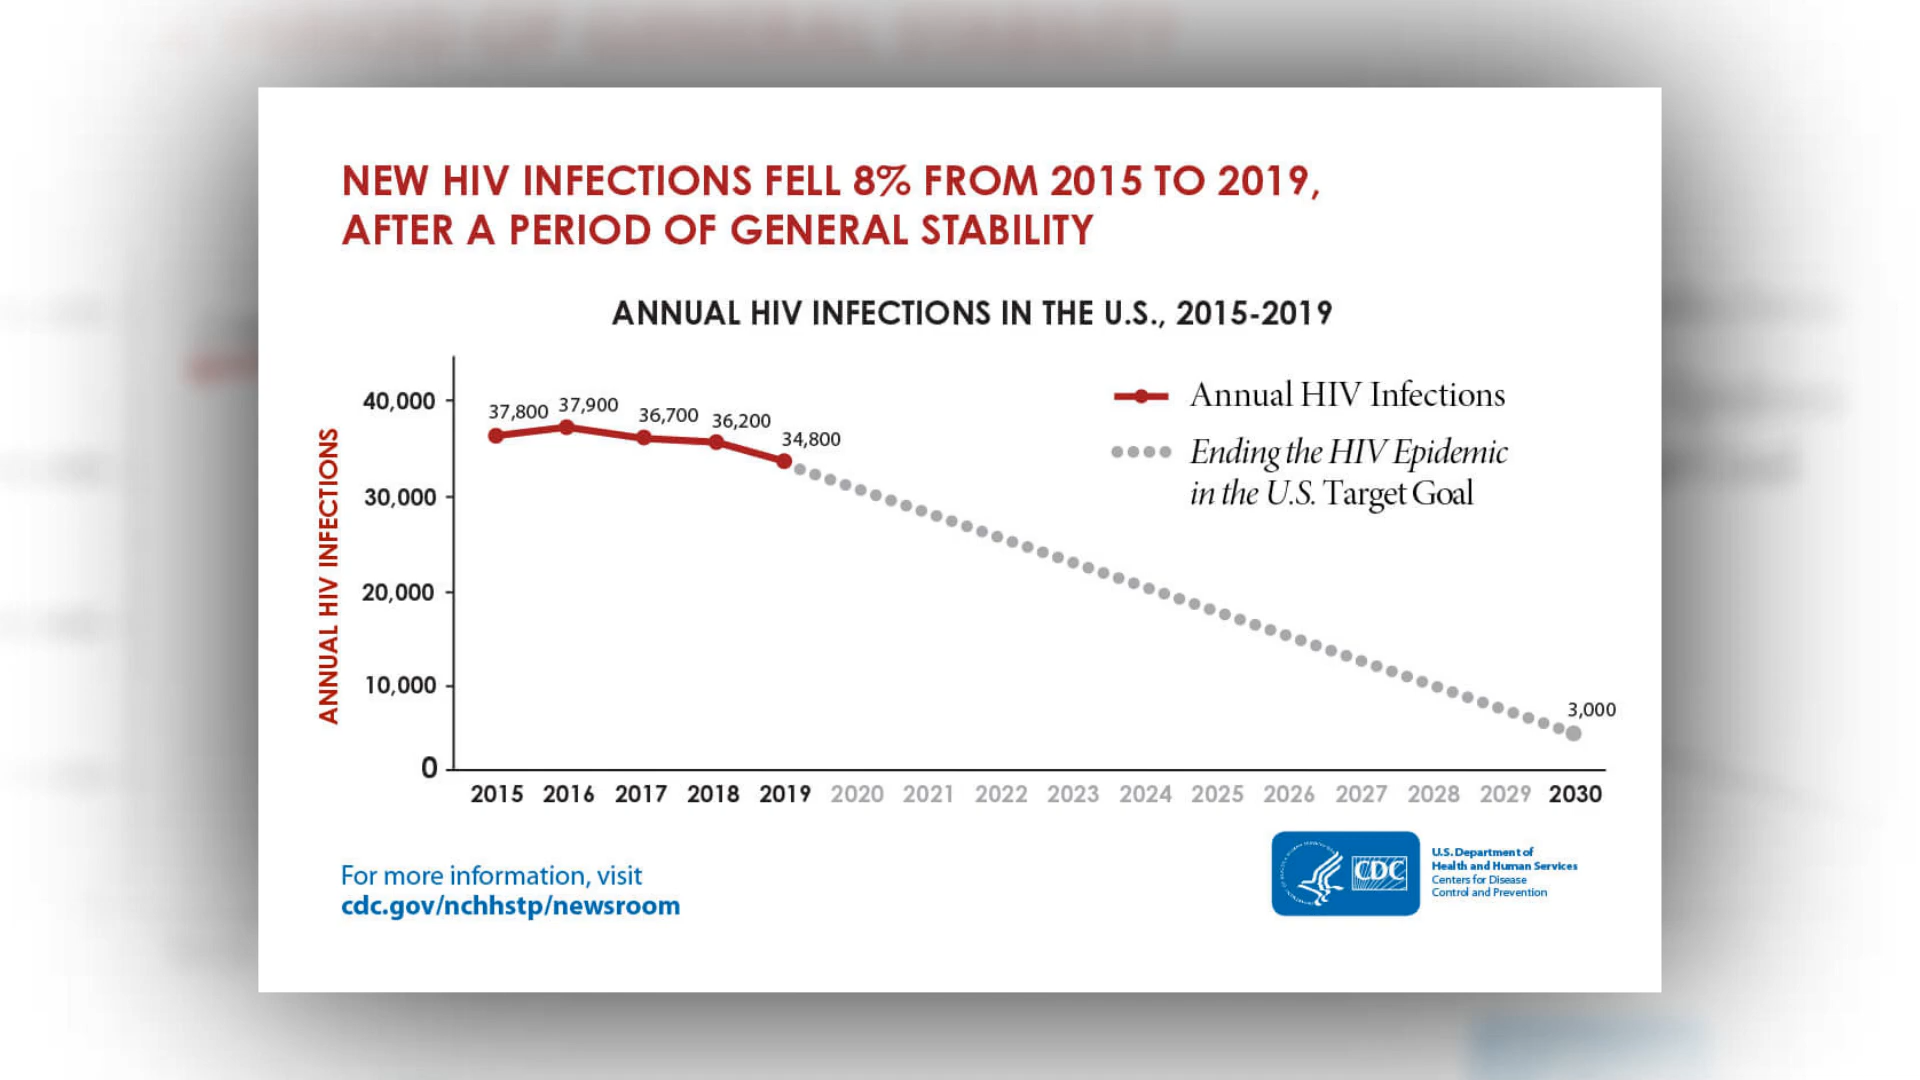 NEW HIV INFECTIONS FELL 8% FROM 2015 TO 2019,
AFTER A PERIOD OF GENERAL STABILITY
ANNUAL HIV INFECTIONS IN THE U.S., 2015-2019
Annual HIV Infections
Ending the HIV Epidemic
in the U.S. Target Goal
ANNUAL HIV INFECTIONS
40,000
30,000
20,000
10,000
0
37,800
37,900
36,700
36,200
34,800
3,000
2015 2016 2017 2018 2019 2020 2021 2022 2023 2024 2025 2026 2027 2028 2029 2030
For more information, visit
cdc.gov/nchhstp/newsroom
CDC
U.S. Department of
Health and Human Services
Centers for Disease
Control and Prevention